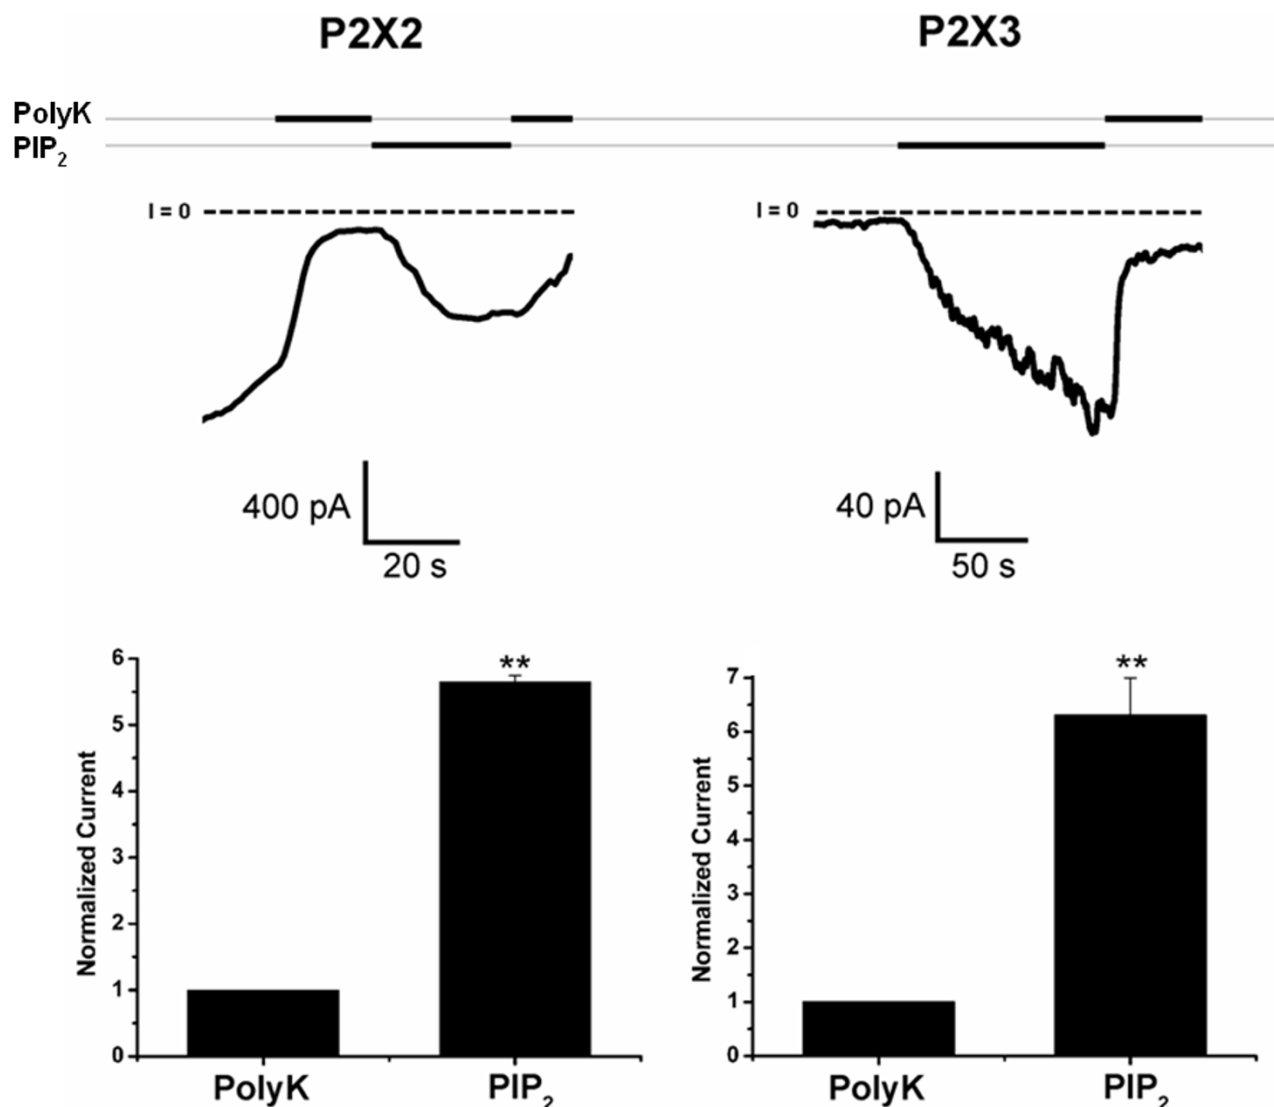 P2X2 P2X3
PolyK
PIP₂
I = 0 I = 0
400 pA 40 pA
20 s 50 s
6 ** **
7
5 6
4 5
3 4
2 3
1 2
0 1
0
Normalized Current Normalized Current
PolyK PIP₂ PolyK PIP₂